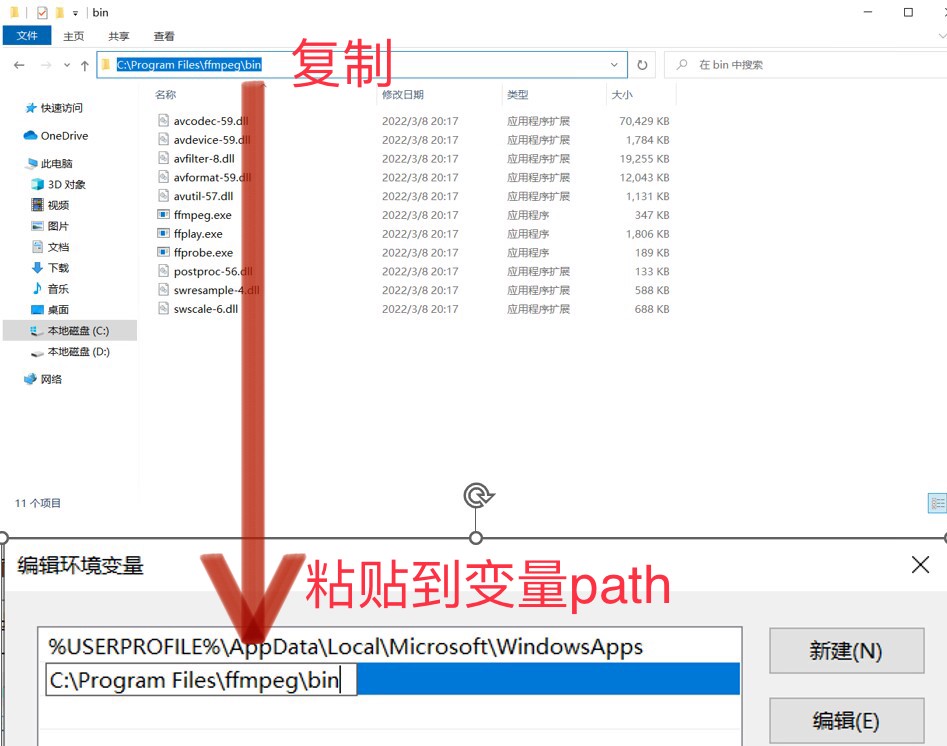 bin
文件 主页 共享 查看
C:\Program Files\ffmpeg\bin
复制
在 bin 中搜索
名称 修改日期 类型 大小
快速访问
OneDrive
此电脑
3D 对象
视频
图片
文档
下载
音乐
桌面
本地磁盘 (C:)
本地磁盘 (D:)
网络
avcodec-59.dll 2022/3/8 20:17 应用程序扩展 70,429 KB
avdevice-59.dll 2022/3/8 20:17 应用程序扩展 1,784 KB
avfilter-8.dll 2022/3/8 20:17 应用程序扩展 19,255 KB
avformat-59.dll 2022/3/8 20:17 应用程序扩展 12,043 KB
avutil-57.dll 2022/3/8 20:17 应用程序扩展 1,131 KB
ffmpeg.exe 2022/3/8 20:17 应用程序 347 KB
ffplay.exe 2022/3/8 20:17 应用程序 1,806 KB
ffprobe.exe 2022/3/8 20:17 应用程序 189 KB
postproc-56.dll 2022/3/8 20:17 应用程序扩展 133 KB
swresample-4.dll 2022/3/8 20:17 应用程序扩展 588 KB
swscale-6.dll 2022/3/8 20:17 应用程序扩展 688 KB
11 个项目
编辑环境变量
粘贴到变量path
%USERPROFILE%\AppData\Local\Microsoft\WindowsApps
C:\Program Files\ffmpeg\bin
新建(N)
编辑(E)